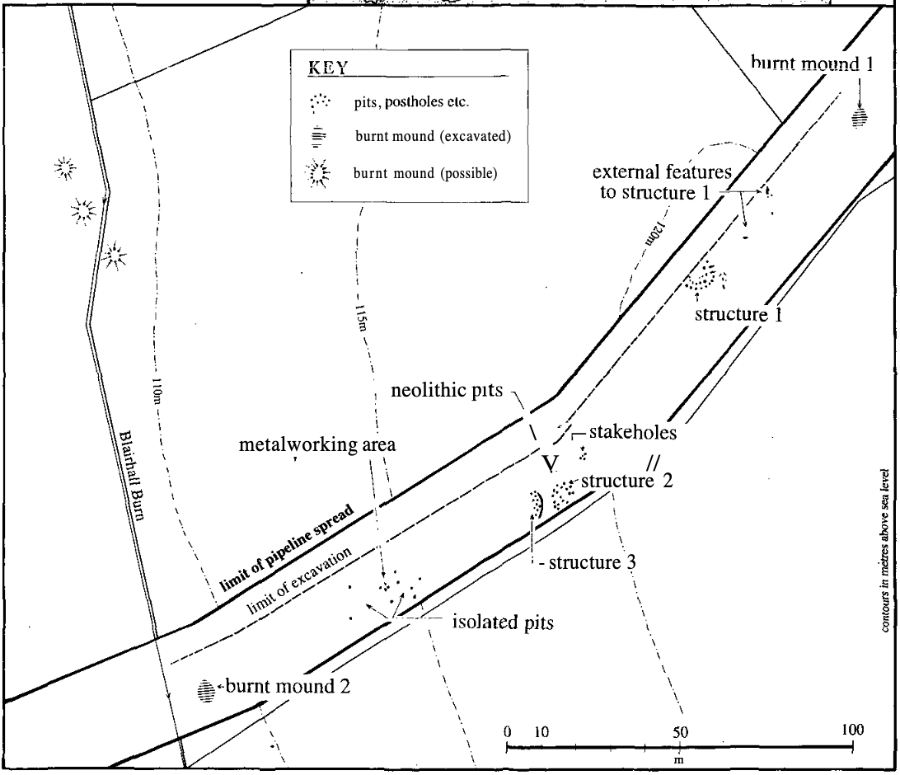 KEY
pits, postholes etc.
burnt mound (excavated)
burnt mound (possible)
burnt mound 1
external features
to structure 1
120m
structure 1
115m
110m
neolithic pits
stakeholes
metalworking area
V
//
structure 2
Blairhall Burn
limit of pipeline spread
limit of excavation
structure 3
isolated pits
burnt mound 2
contours in metres above sea level
0 10 50 100
m